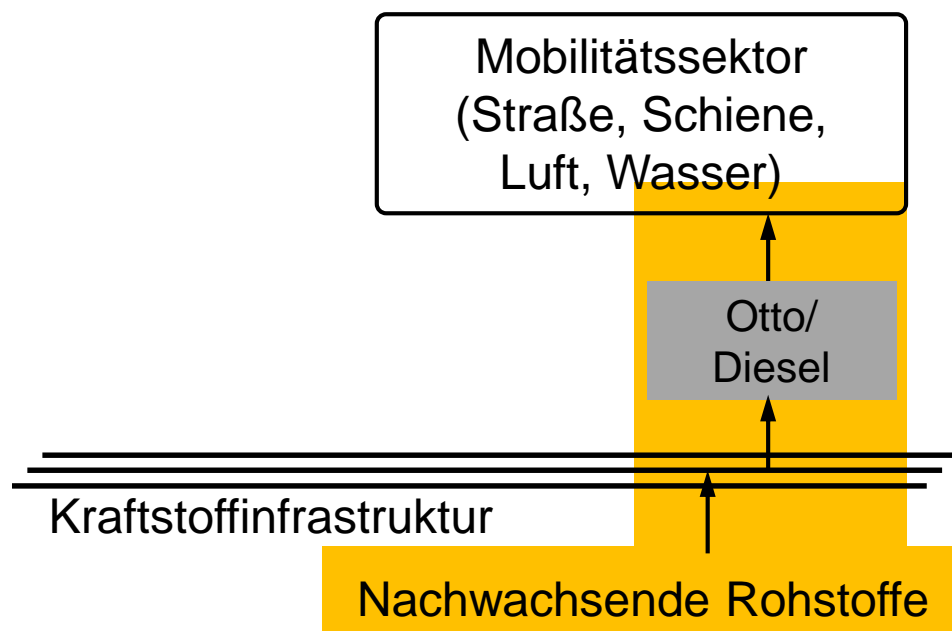 Mobilitätssektor
(Straße, Schiene,
Luft, Wasser)
Otto/
Diesel
Kraftstoffinfrastruktur
Nachwachsende Rohstoffe